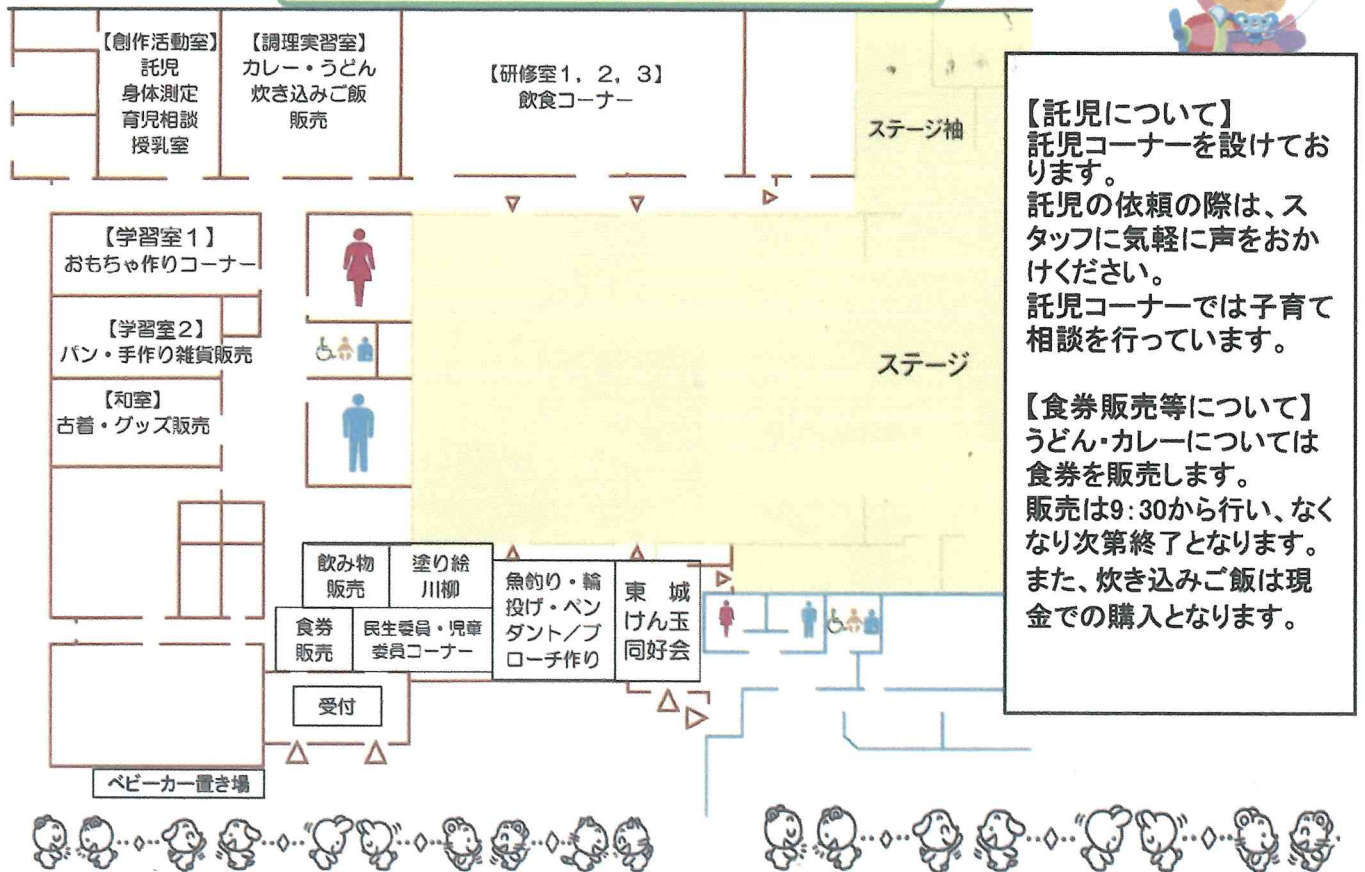 【創作活動室】
託児
身体測定
育児相談
授乳室
【調理実習室】
カレー・うどん
炊き込みご飯
販売
【研修室1，2，3】
飲食コーナー
ステージ袖
【学習室１】
おもちゃ作りコーナー
【学習室２】
パン・手作り雑貨販売
【和室】
古着・グッズ販売
ステージ
飲み物
販売
塗り絵
川柳
魚釣り・輪
投げ・ペン
ダント／ブ
ローチ作り
東　城
けん玉
同好会
食券
販売
民生委員・児童
委員コーナー
受付
ベビーカー置き場
【託児について】
託児コーナーを設けてお
ります。
託児の依頼の際は、ス
タッフに気軽に声をおか
けください。
託児コーナーでは子育て
相談を行っています。
【食券販売等について】
うどん・カレーについては
食券を販売します。
販売は9：30から行い、なく
なり次第終了となります。
また、炊き込みご飯は現
金での購入となります。